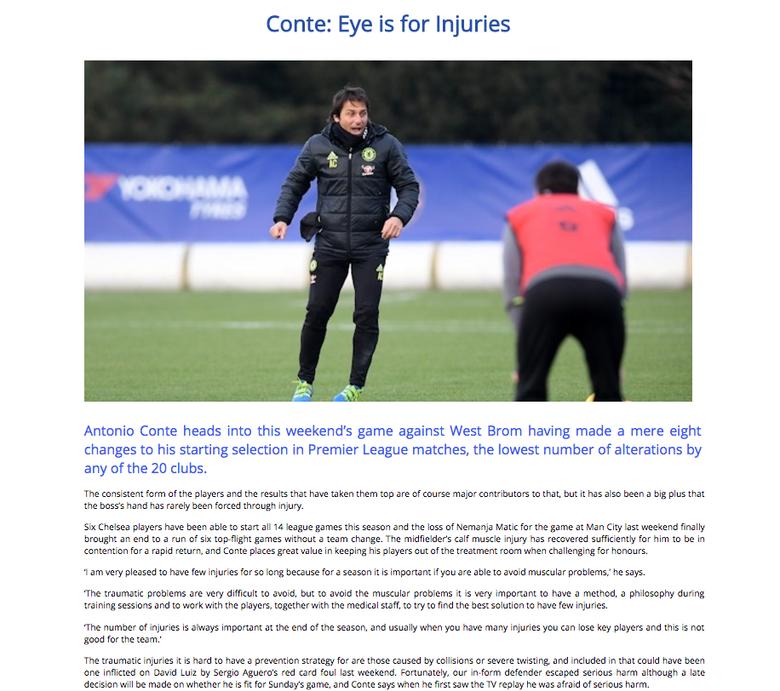 Conte: Eye is for Injuries
YOKOHAMA
TYRES
AC
AC
Antonio Conte heads into this weekend’s game against West Brom having made a mere eight
changes to his starting selection in Premier League matches, the lowest number of alterations by
any of the 20 clubs.
The consistent form of the players and the results that have taken them top are of course major contributors to that, but it has also been a big plus that
the boss’s hand has rarely been forced through injury.
Six Chelsea players have been able to start all 14 league games this season and the loss of Nemanja Matic for the game at Man City last weekend finally
brought an end to a run of six top-flight games without a team change. The midfielder’s calf muscle injury has recovered sufficiently for him to be in
contention for a rapid return, and Conte places great value in keeping his players out of the treatment room when challenging for honours.
‘I am very pleased to have few injuries for so long because for a season it is important if you are able to avoid muscular problems,’ he says.
‘The traumatic problems are very difficult to avoid, but to avoid the muscular problems it is very important to have a method, a philosophy during
training sessions and to work with the players, together with the medical staff, to try to find the best solution to have few injuries.
‘The number of injuries is always important at the end of the season, and usually when you have many injuries you can lose key players and this is not
good for the team.’
The traumatic injuries it is hard to have a prevention strategy for are those caused by collisions or severe twisting, and included in that could have been
one inflicted on David Luiz by Sergio Aguero’s red card foul last weekend. Fortunately, our in-form defender escaped serious harm although a late
decision will be made on whether he is fit for Sunday’s game, and Conte says when he first saw the TV replay he was afraid of serious harm.